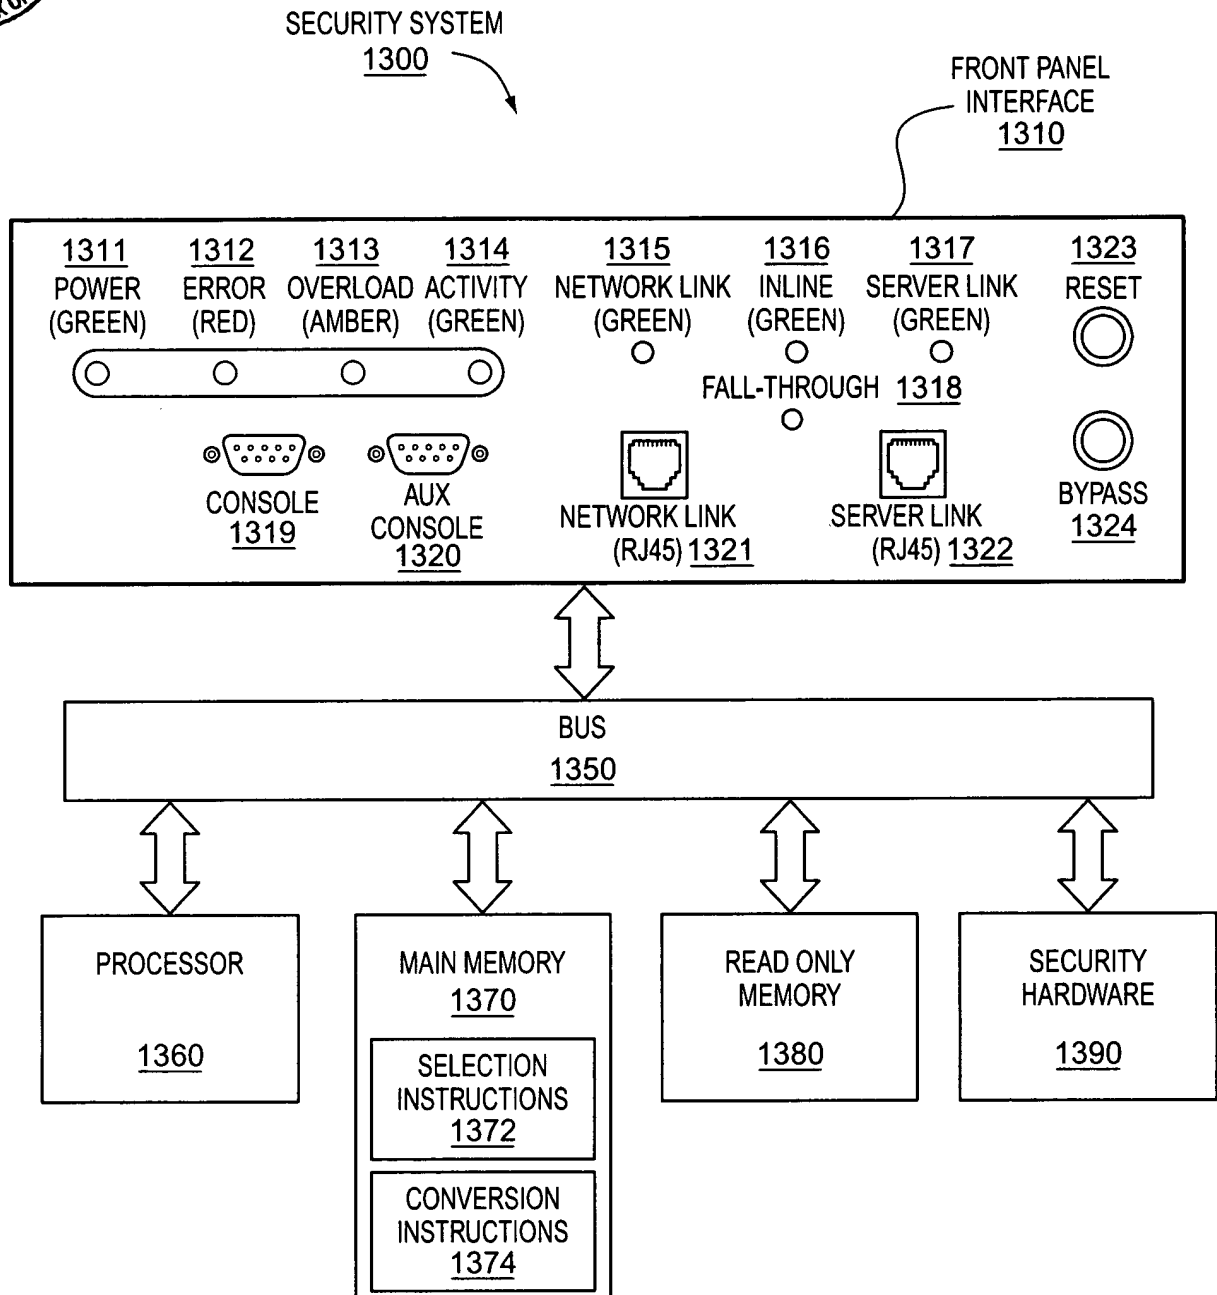 SECURITY SYSTEM
1300
FRONT PANEL
INTERFACE
1310
1311 1312 1313 1314 1315 1316 1317 1323
POWER ERROR OVERLOAD ACTIVITY NETWORK LINK INLINE SERVER LINK RESET
(GREEN) (RED) (AMBER) (GREEN) (GREEN) (GREEN) (GREEN)
FALL-THROUGH 1318
CONSOLE
1319
AUX
CONSOLE
1320
NETWORK LINK
(RJ45) 1321
SERVER LINK
(RJ45) 1322
BYPASS
1324
BUS
1350
PROCESSOR
1360
MAIN MEMORY
1370
SELECTION
INSTRUCTIONS
1372
CONVERSION
INSTRUCTIONS
1374
READ ONLY
MEMORY
1380
SECURITY
HARDWARE
1390